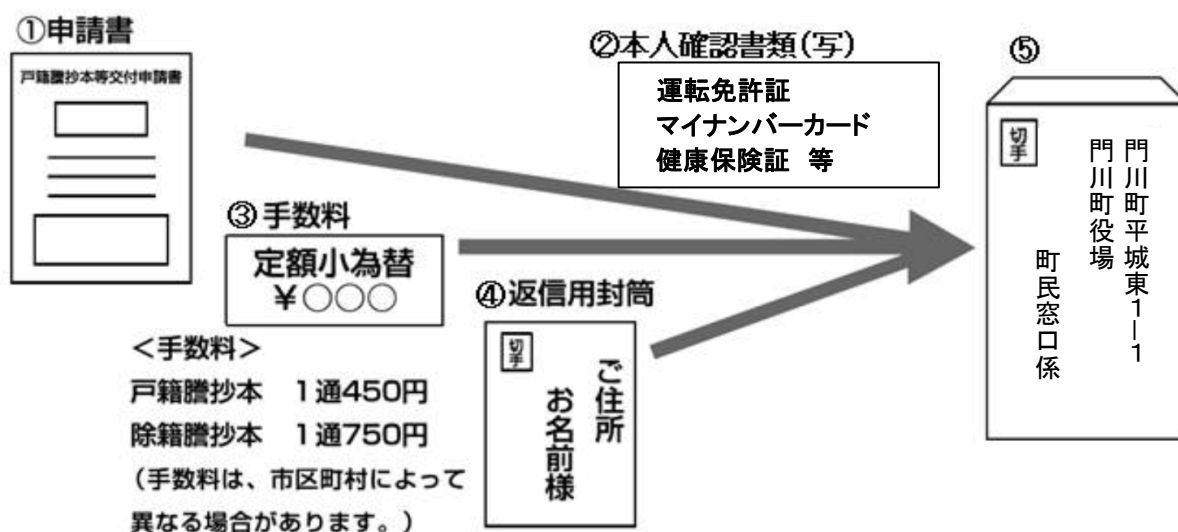 ①申請書
戸籍謄抄本等交付申請書
②本人確認書類(写)
運転免許証
マイナンバーカード
健康保険証 等
③手数料
定額小為替
¥○○○
<手数料>
戸籍謄抄本 1通450円
除籍謄抄本 1通750円
(手数料は、市区町村によって
異なる場合があります。)
④返信用封筒
切手
ご住所
お名前様
⑤
切手
門川町平城東1-1
門川町役場
町民窓口係